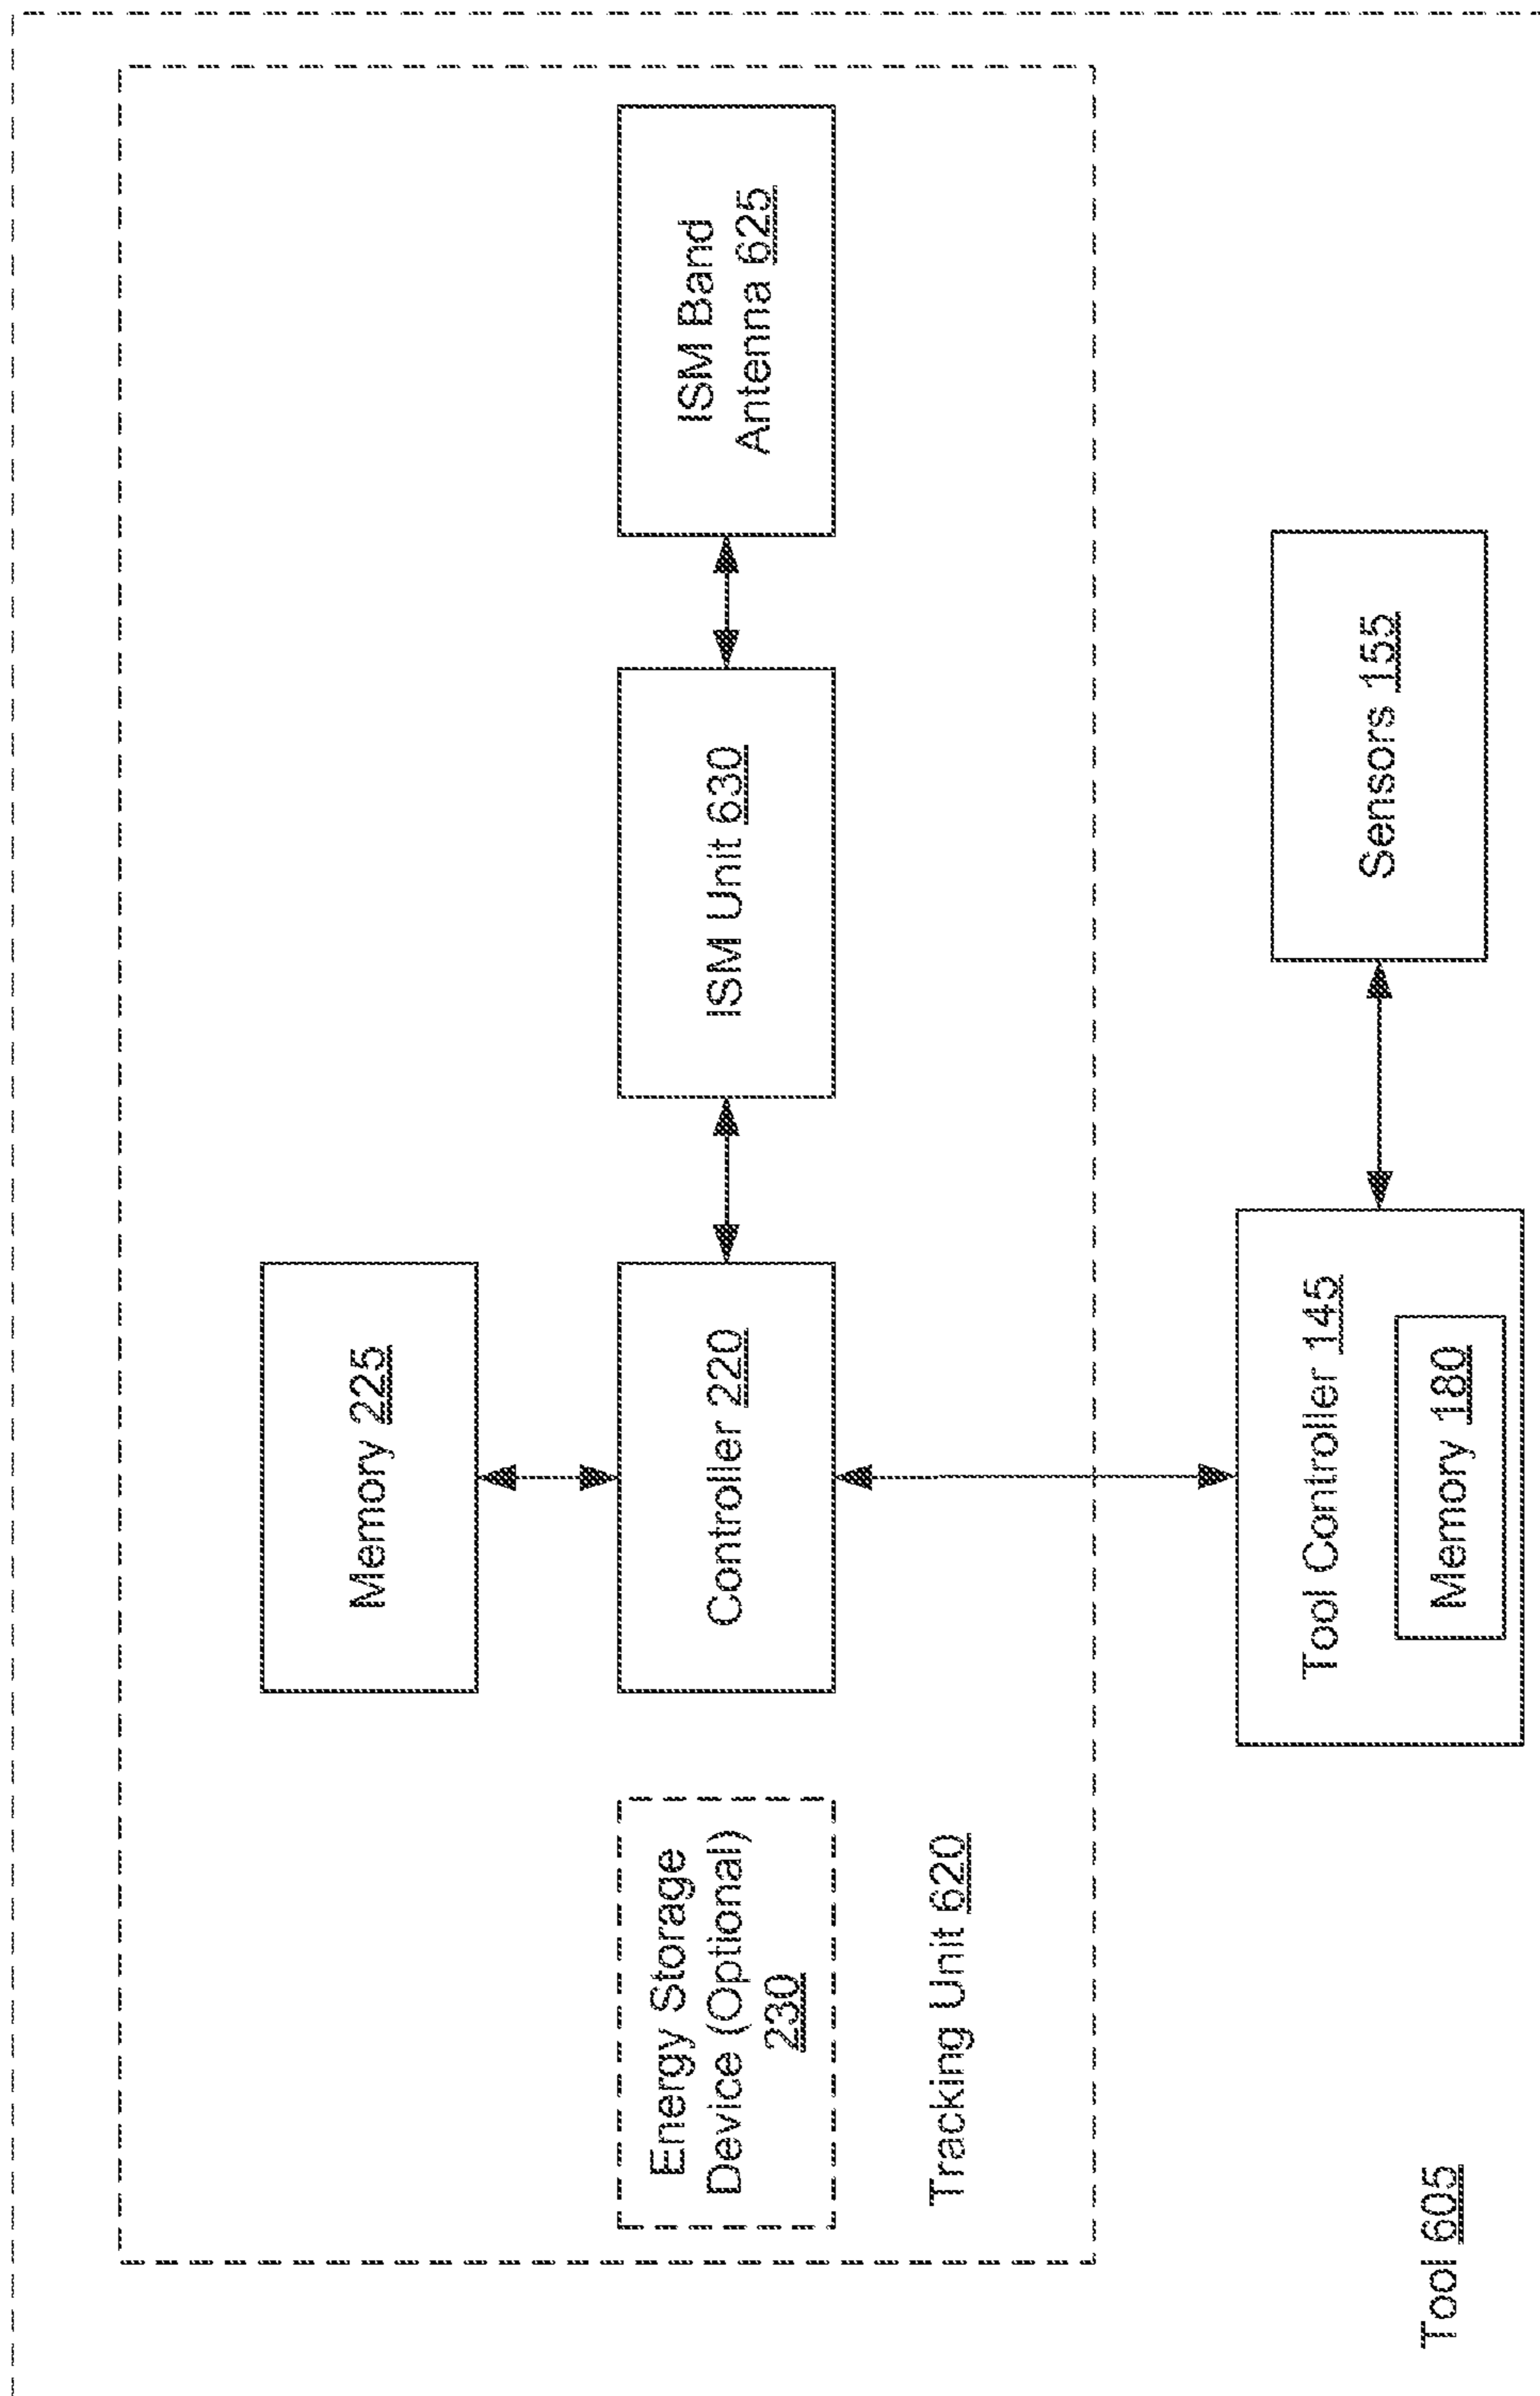 Memory 225
Energy Storage
Device (Optional)
230
Controller 220
ISM Unit 630
ISM Band
Antenna 625
Tracking Unit 620
Tool Controller 145
Memory 180
Sensors 155
Tool 605